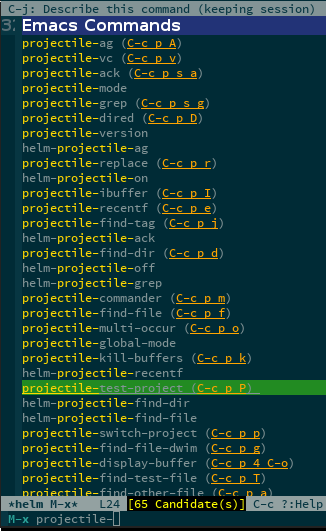 C-j: Describe this command (keeping session)
Emacs Commands
projectile-ag (C-c p A)
projectile-vc (C-c p v)
projectile-ack (C-c p s a)
projectile-mode
projectile-grep (C-c p s g)
projectile-dired (C-c p D)
projectile-version
helm-projectile-ag
projectile-replace (C-c p r)
helm-projectile-on
projectile-ibuffer (C-c p I)
projectile-recentf (C-c p e)
projectile-find-tag (C-c p j)
helm-projectile-ack
projectile-find-dir (C-c p d)
helm-projectile-off
helm-projectile-grep
projectile-commander (C-c p m)
projectile-find-file (C-c p f)
projectile-multi-occur (C-c p o)
projectile-global-mode
projectile-kill-buffers (C-c p k)
helm-projectile-recentf
projectile-test-project (C-c p P)
helm-projectile-find-dir
helm-projectile-find-file
projectile-switch-project (C-c p p)
projectile-find-file-dwim (C-c p g)
projectile-display-buffer (C-c p 4 C-o)
projectile-find-test-file (C-c p T)
projectile-find-other-file (C-c p a)
*helm M-x* L24 [65 Candidate(s)] C-c ?:Help
M-x projectile-